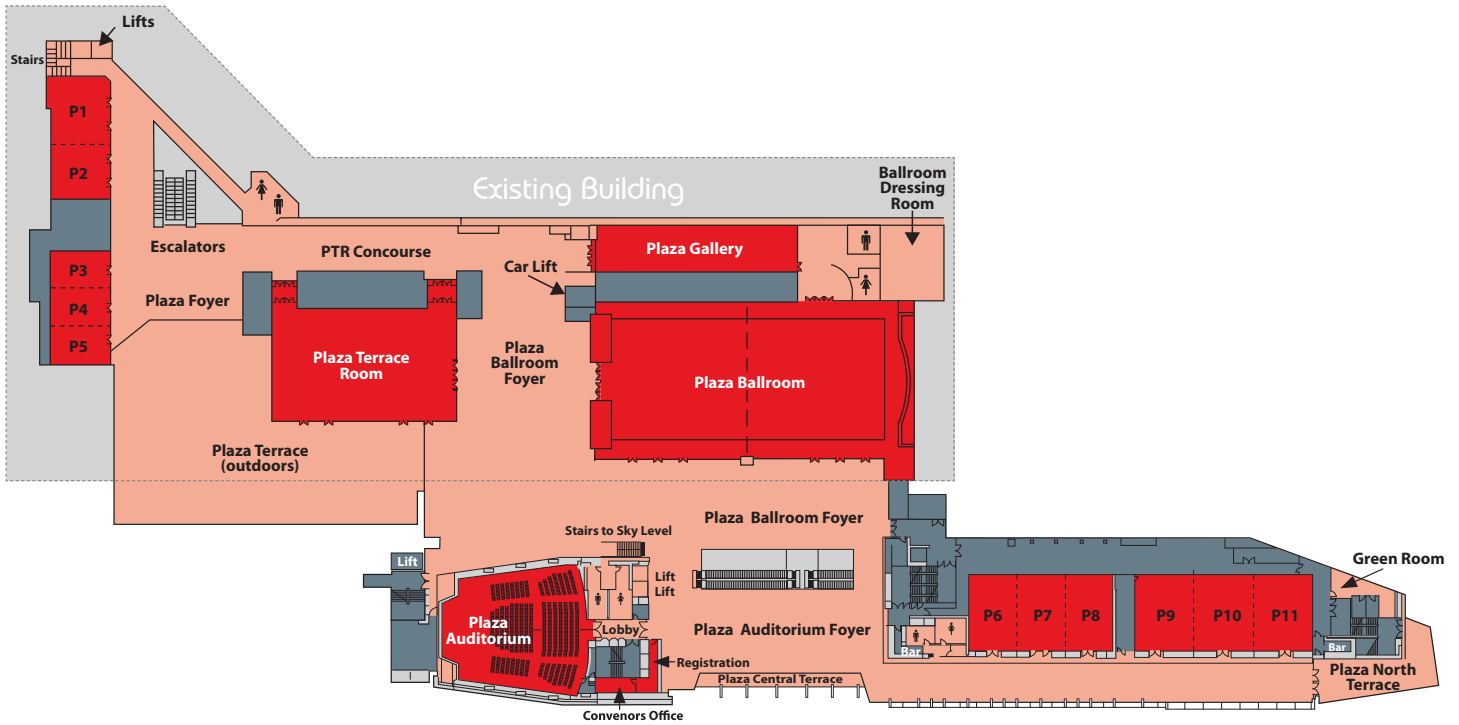 Lifts
Stairs
P1
P2
Existing Building
Ballroom
Dressing
Room
Escalators
PTR Concourse
Plaza Gallery
P3
Car Lift
Plaza Foyer
P4
P5
Plaza Terrace
Room
Plaza
Ballroom
Foyer
Plaza Ballroom
Plaza Terrace
(outdoors)
Plaza Ballroom Foyer
Stairs to Sky Level
Lift
Green Room
Lift
Lift
P6
P7
P8
P9
P10
P11
Plaza
Auditorium
Lobby
Plaza Auditorium Foyer
Bar
Bar
Registration
Plaza North
Terrace
Plaza Central Terrace
Convenors Office